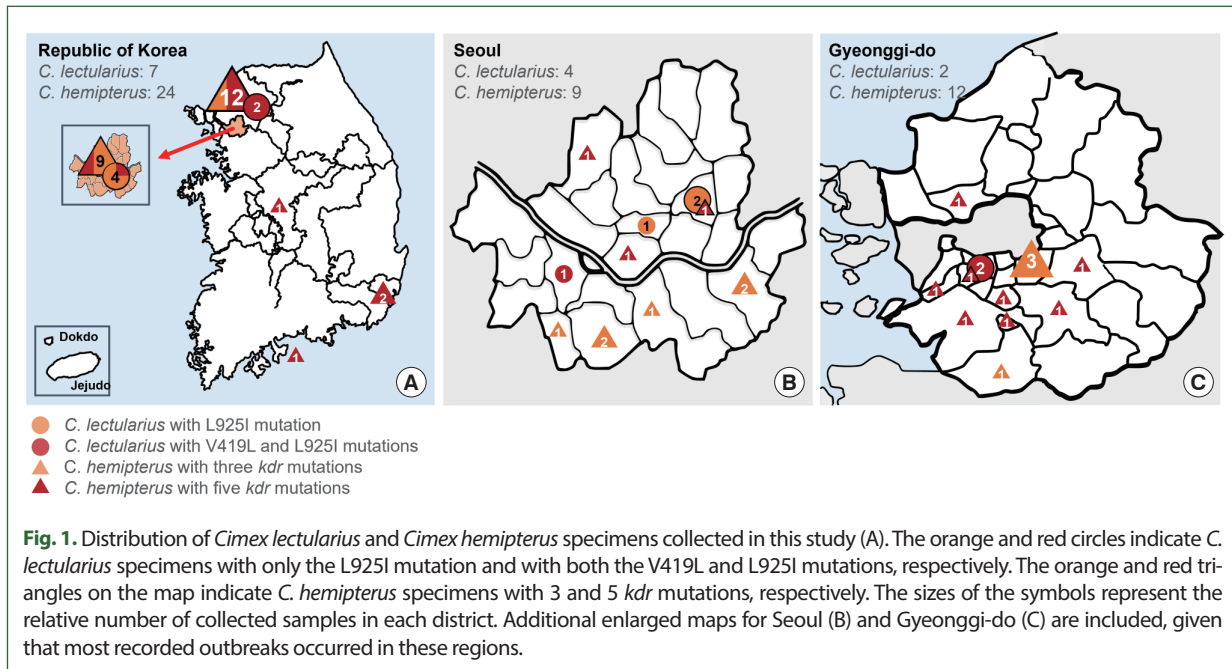 Republic of Korea
C. lectularius: 7
C. hemipterus: 24
12
2
9
4
1
2
1
Dokdo
Jejudo
A
Seoul
C. lectularius: 4
C. hemipterus: 9
1
2
1
1
1
1
2
1
1
2
B
Gyeonggi-do
C. lectularius: 2
C. hemipterus: 12
1
3
1
2
1
1
1
1
1
1
1
C
C. lectularius with L925I mutation
C. lectularius with V419L and L925I mutations
C. hemipterus with three kdr mutations
C. hemipterus with five kdr mutations
Fig. 1. Distribution of Cimex lectularius and Cimex hemipterus specimens collected in this study (A). The orange and red circles indicate C.
lectularius specimens with only the L925I mutation and with both the V419L and L925I mutations, respectively. The orange and red tri-
angles on the map indicate C. hemipterus specimens with 3 and 5 kdr mutations, respectively. The sizes of the symbols represent the
relative number of collected samples in each district. Additional enlarged maps for Seoul (B) and Gyeonggi-do (C) are included, given
that most recorded outbreaks occurred in these regions.